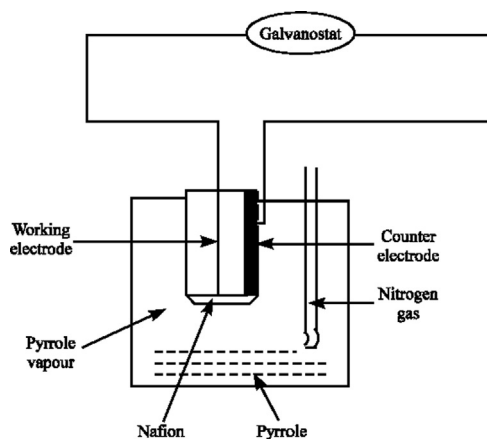 Galvanostat
Working
electrode
Counter
electrode
Nitrogen
gas
Pyrrole
vapour
Nafion
Pyrrole